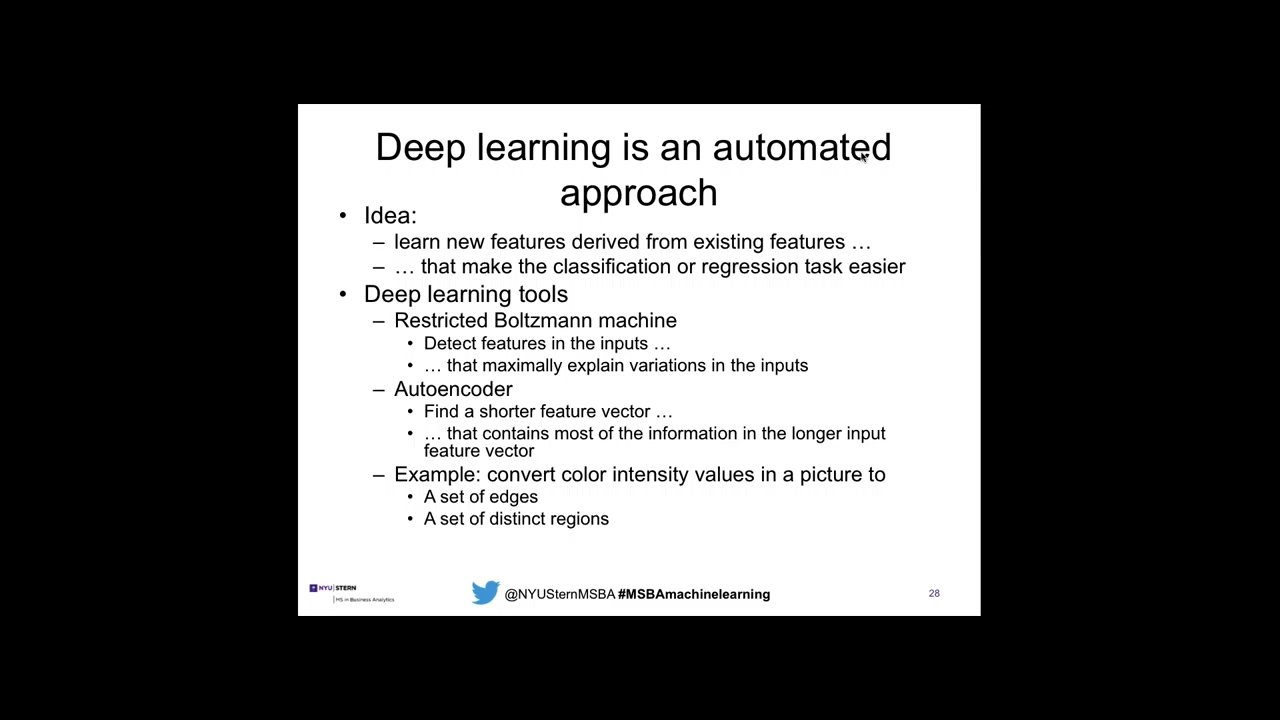 Deep learning is an automated
approach
• Idea:
– learn new features derived from existing features …
– … that make the classification or regression task easier
• Deep learning tools
– Restricted Boltzmann machine
• Detect features in the inputs …
• … that maximally explain variations in the inputs
– Autoencoder
• Find a shorter feature vector …
• … that contains most of the information in the longer input
feature vector
– Example: convert color intensity values in a picture to
• A set of edges
• A set of distinct regions
NYU STERN
MS in Business Analytics
@NYUSternMSBA #MSBAmachinelearning
28